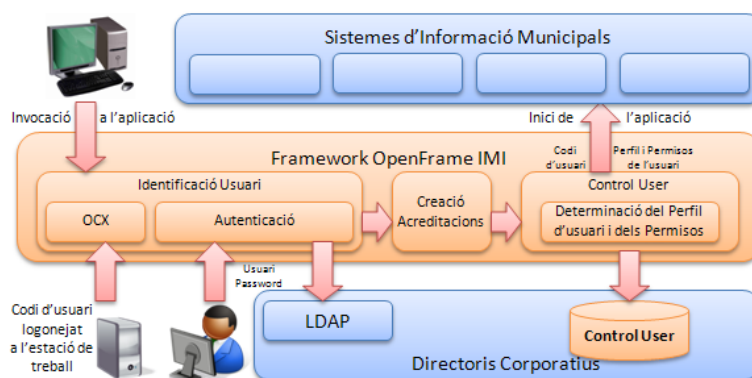 Sistemes d'Informació Municipals
Invocació a l'aplicació
Inici de l'aplicació
Codi d'usuari
Perfil i Permisos de l'usuari
Framework OpenFrame IMI
Identificació Usuari
OCX
Autenticació
Creació
Acreditacions
Control User
Determinació del Perfil
d'usuari i dels Permisos
Usuari
Password
Codi d'usuari
logonejat
a l'estació de
treball
LDAP
Control User
Directoris Corporatius